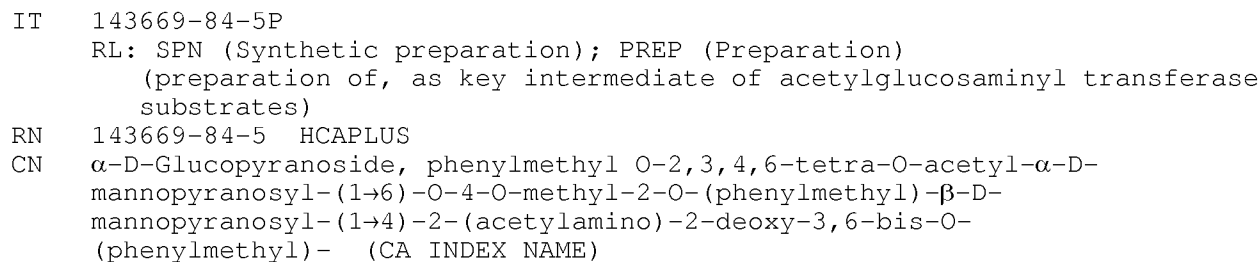 IT 143669-84-5P
RL: SPN (Synthetic preparation); PREP (Preparation)
(preparation of, as key intermediate of acetylglucosaminyl transferase
substrates)
RN 143669-84-5 HCAPLUS
CN α-D-Glucopyranoside, phenylmethyl O-2,3,4,6-tetra-O-acetyl-α-D-
mannopyranosyl-(1→6)-O-4-O-methyl-2-O-(phenylmethyl)-β-D-
mannopyranosyl-(1→4)-2-(acetylamino)-2-deoxy-3,6-bis-O-
(phenylmethyl)- (CA INDEX NAME)